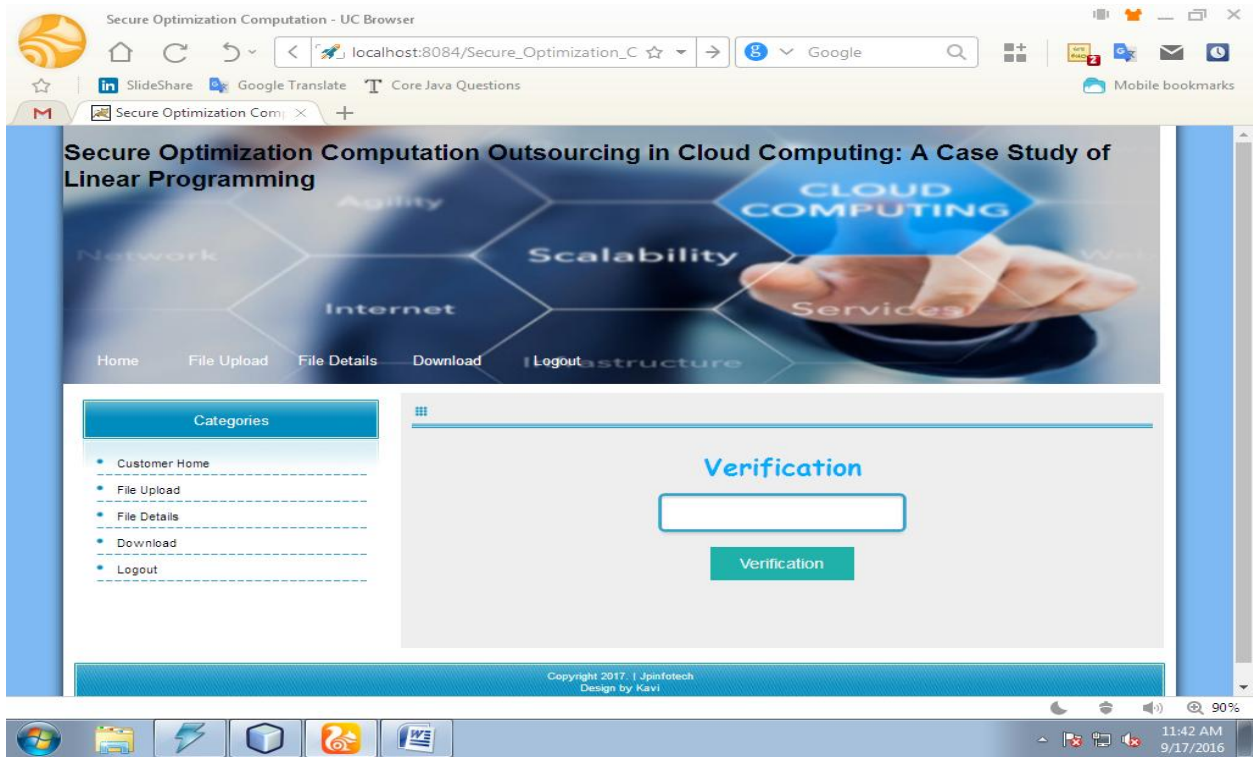 Secure Optimization Computation - UC Browser
localhost:8084/Secure_Optimization_C
Google
SlideShare
Google Translate
Core Java Questions
Mobile bookmarks
Secure Optimization Com
Secure Optimization Computation Outsourcing in Cloud Computing: A Case Study of
Linear Programming
Agility
CLOUD
COMPUTING
Network
Scalability
Web
Internet
Services
Infrastructure
Home
File Upload
File Details
Download
Logout
Categories
Customer Home
File Upload
File Details
Download
Logout
Verification
Verification
Copyright 2017. | Jpinfotech
Design by Kavi
90%
11:42 AM
9/17/2016